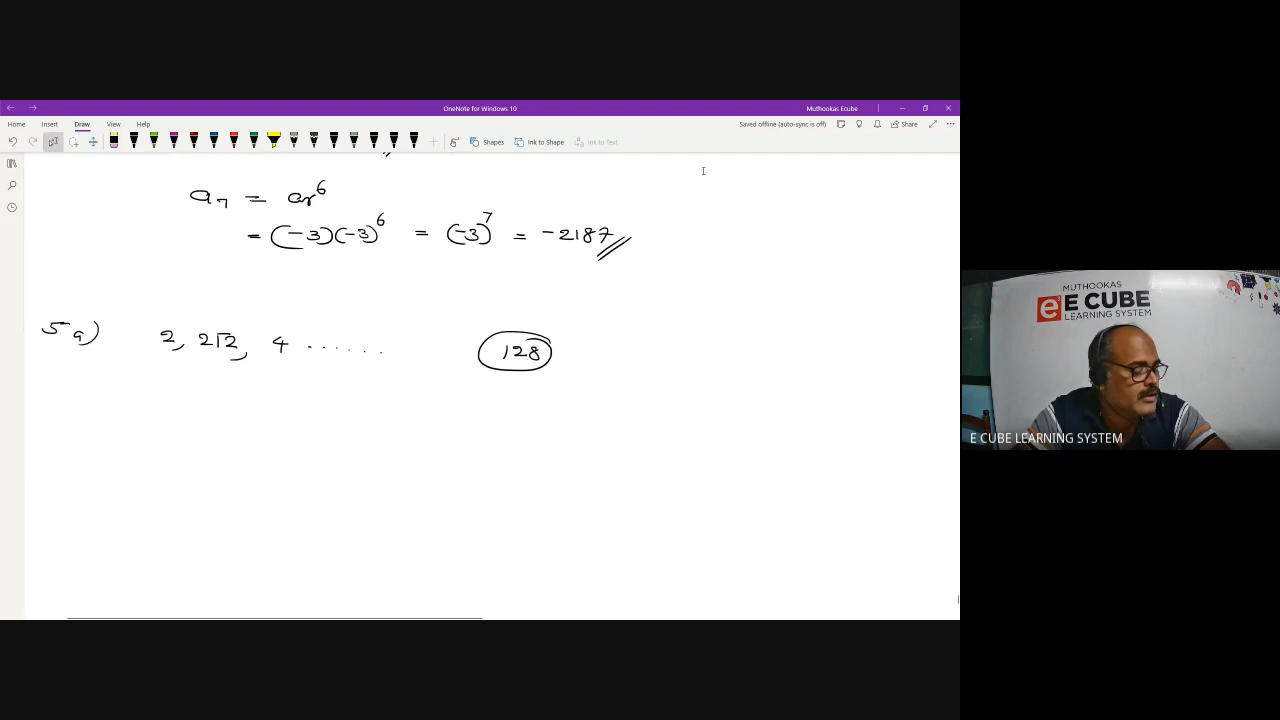 OneNote for Windows 10
Muthookas Ecube
Home Insert Draw View Help
Saved offline (auto-sync is off)
Share
Shapes
Ink to Shape
Ink to Text
a₇ = ar⁶
= (-3)(-3)⁶ = (-3)⁷ = -2187
5 a) 2, 2√2, 4 ...... 128
MUTHOOKAS
e³ E CUBE
LEARNING SYSTEM
E CUBE LEARNING SYSTEM